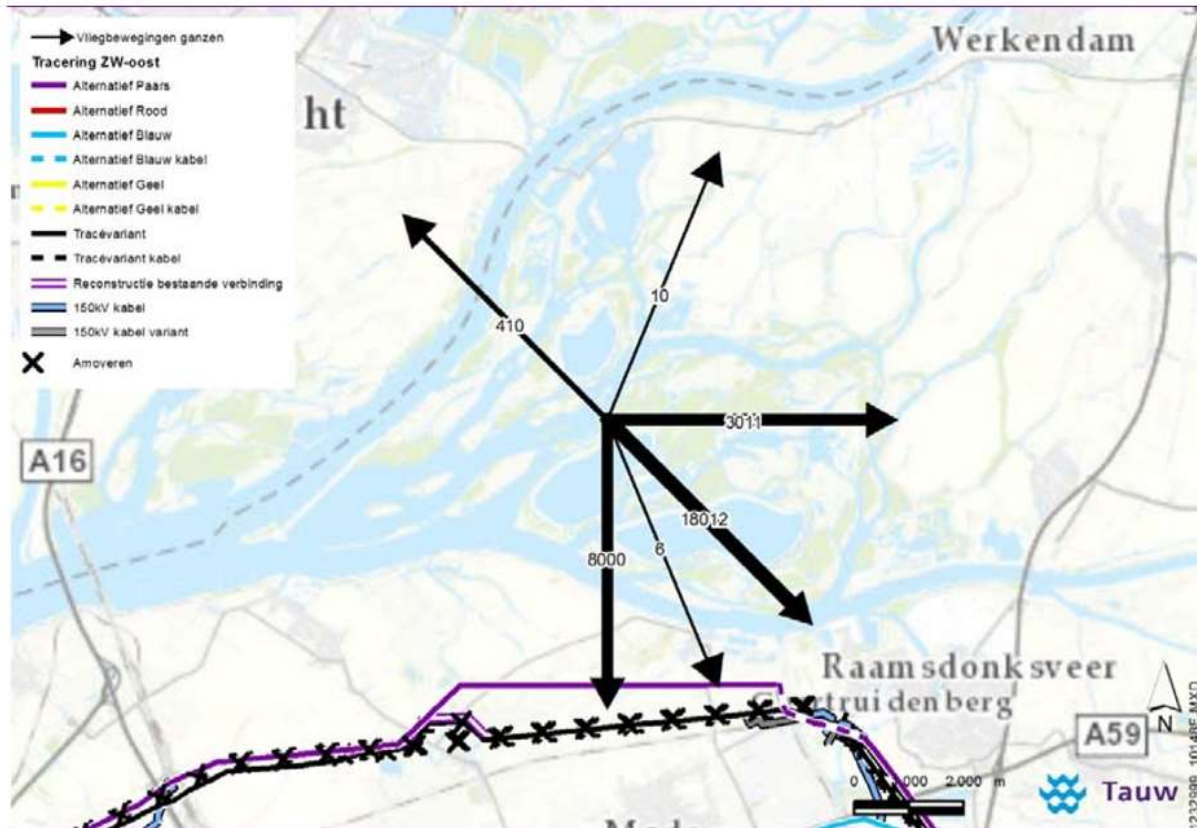 Vliegbewegingen ganzen
Tracering ZW-oost
Alternatief Paars
Alternatief Rood
Alternatief Blauw
Alternatief Blauw kabel
Alternatief Geel
Alternatief Geel kabel
Tracévariant
Tracévariant kabel
Reconstructie bestaande verbinding
150kV kabel
150kV kabel variant
Amoveren
Werkendam
ht
10
410
3011
A16
18012
6
8000
Raamsdonksveer
A59
N
0
2.000 m
Tauw